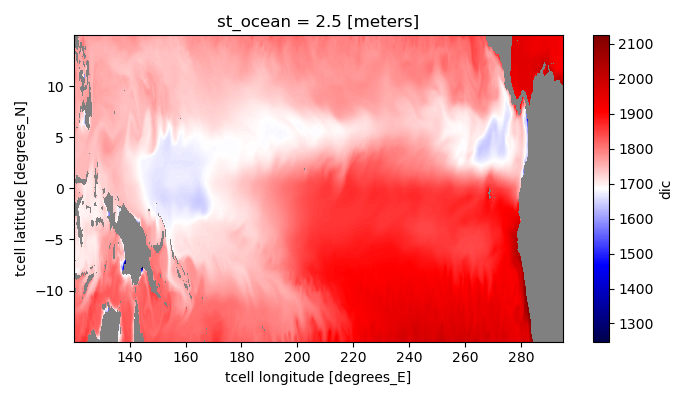 st_ocean = 2.5 [meters]
10
5
0
−5
−10
tcell latitude [degrees_N]
140 160 180 200 220 240 260 280
tcell longitude [degrees_E]
2100
2000
1900
1800
1700
1600
1500
1400
1300
dic